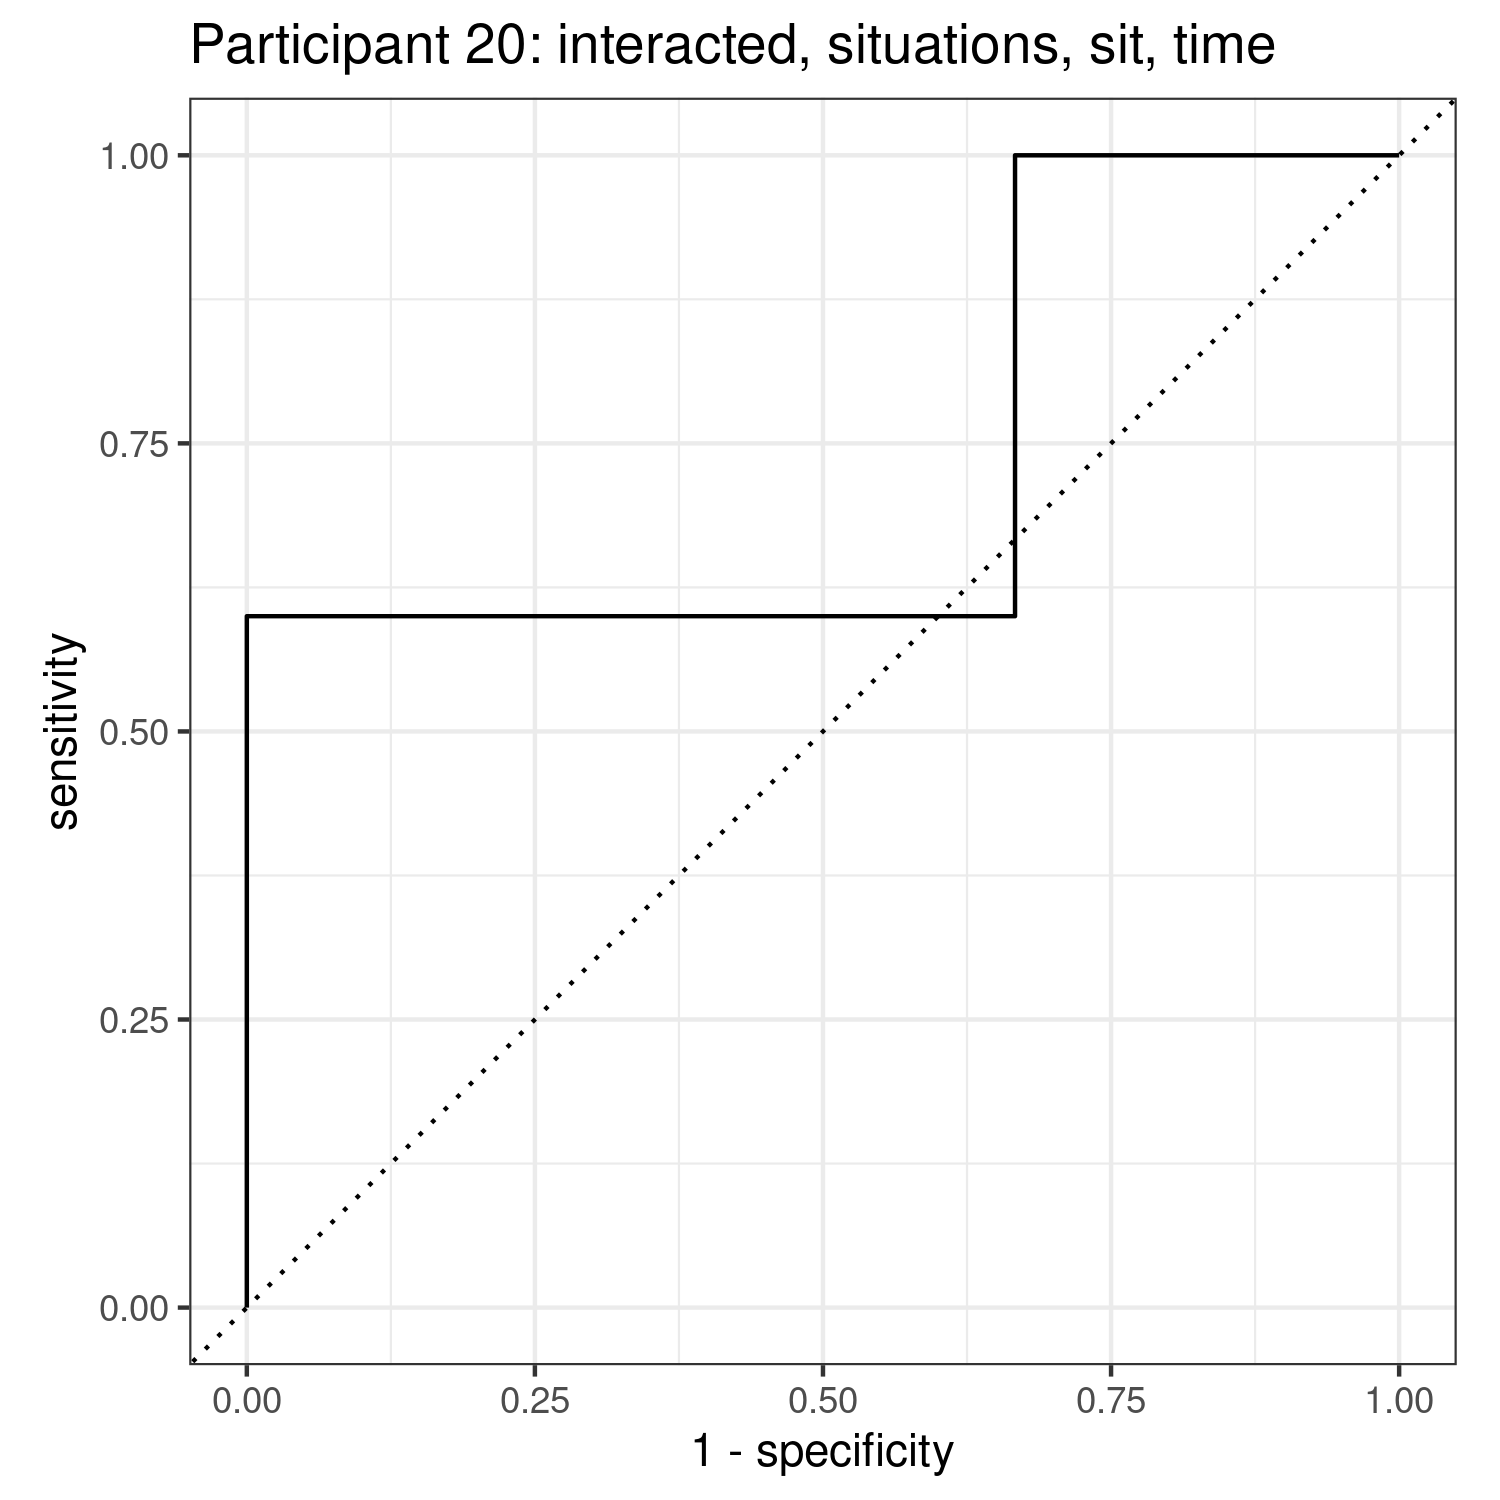 Participant 20: interacted, situations, sit, time
1.00
0.75
0.50
0.25
0.00
sensitivity
0.00 0.25 0.50 0.75 1.00
1 - specificity